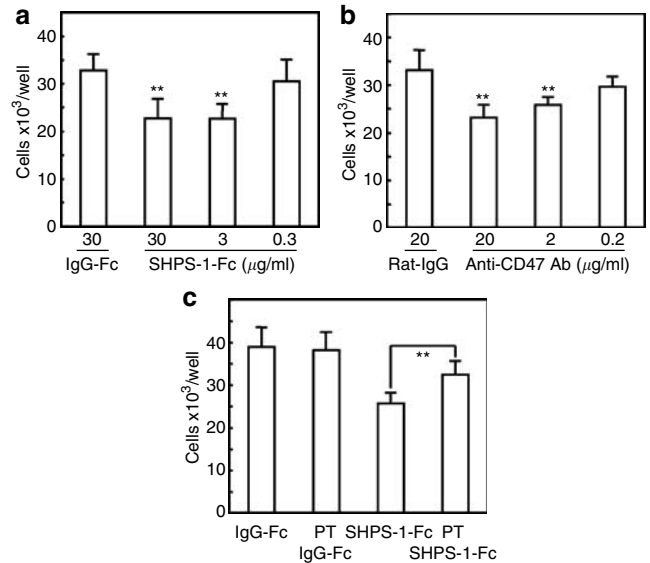 a
b
Cells x10³/well
40
30
20
10
0
**
**
30
30
3
0.3
IgG-Fc
SHPS-1-Fc (μg/ml)
Cells x10³/well
40
30
20
10
0
**
**
20
20
2
0.2
Rat-IgG
Anti-CD47 Ab (μg/ml)
c
Cells x10³/well
50
40
30
20
10
0
**
IgG-Fc
PT
IgG-Fc
SHPS-1-Fc
PT
SHPS-1-Fc